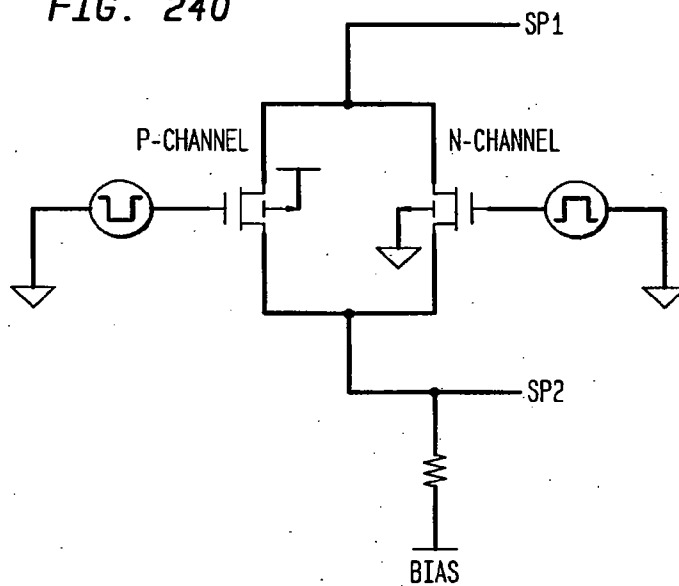 FIG. 240
SP1
P-CHANNEL
N-CHANNEL
SP2
BIAS